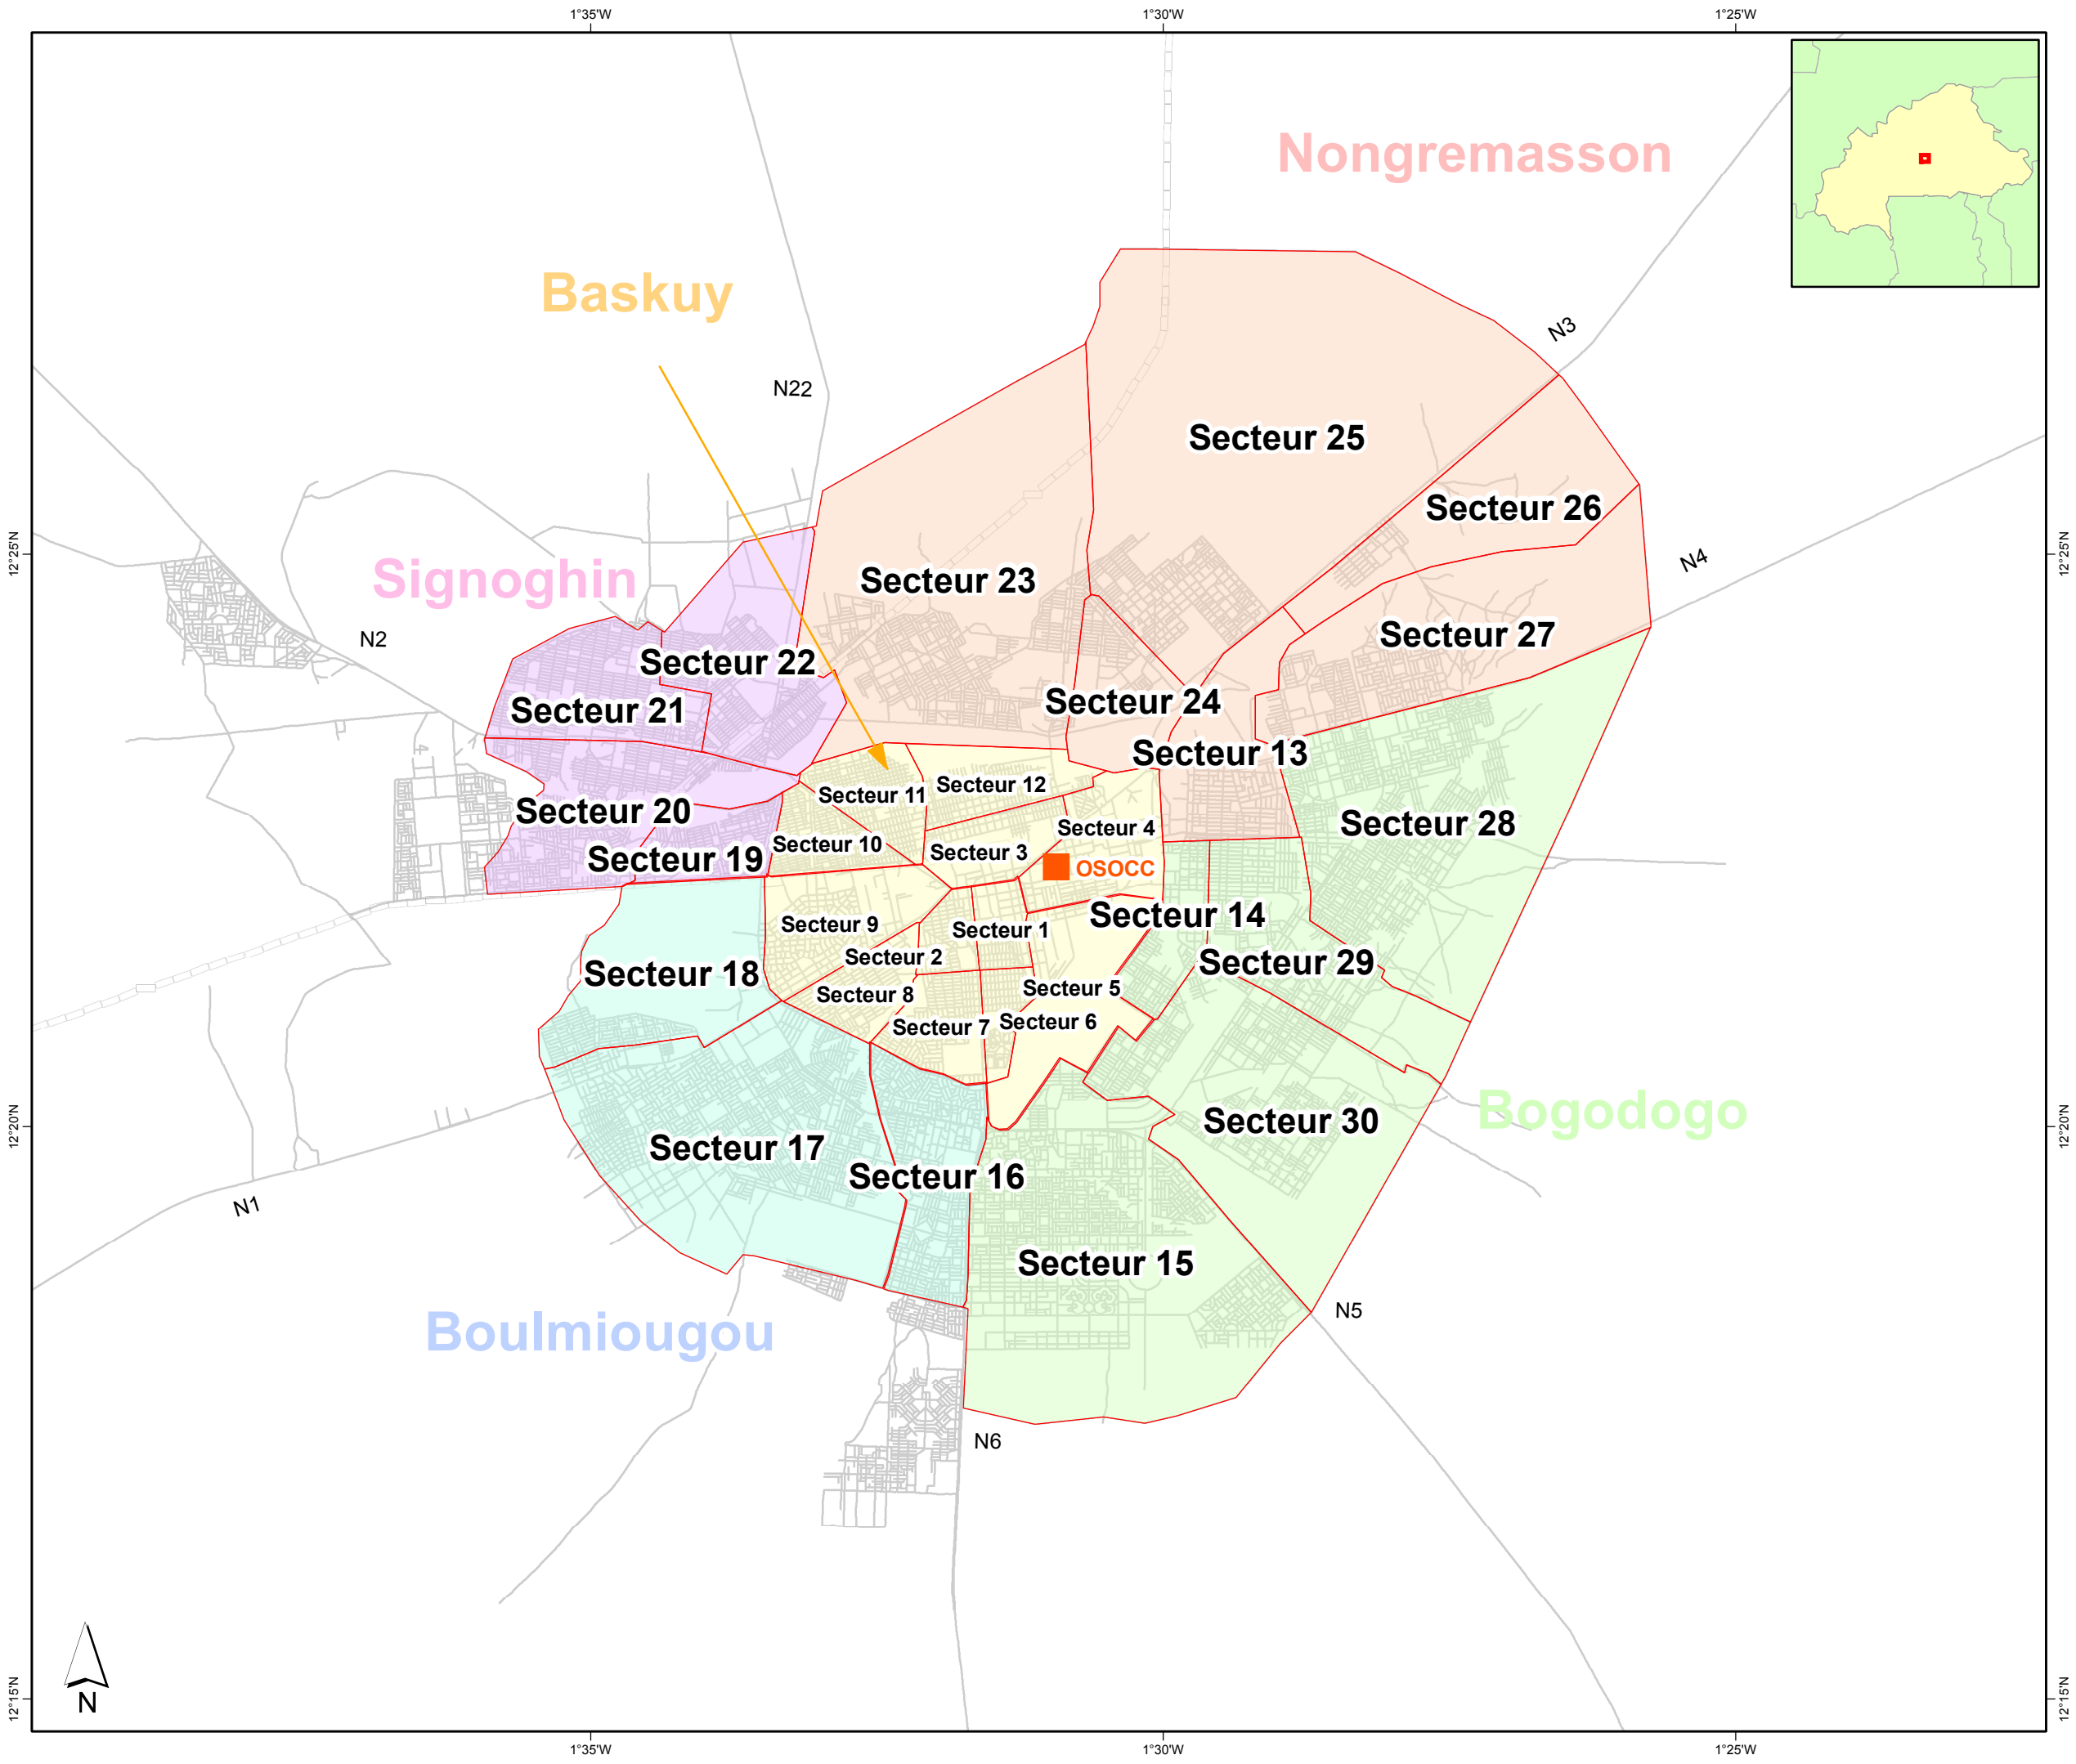 1°35'W
1°30'W
1°25'W
Nongremasson
Baskuy
N3
N22
Secteur 25
Secteur 26
12°25'N
12°25'N
N4
Signoghin
Secteur 23
N2
Secteur 27
Secteur 22
Secteur 24
Secteur 21
Secteur 13
Secteur 12
Secteur 11
Secteur 20
Secteur 4
Secteur 28
Secteur 10
Secteur 3
Secteur 19
OSOCC
Secteur 14
Secteur 9
Secteur 1
Secteur 2
Secteur 29
Secteur 18
Secteur 5
Secteur 8
Secteur 6
Secteur 7
Bogodogo
Secteur 30
12°20'N
12°20'N
Secteur 17
Secteur 16
N1
Secteur 15
N5
Boulmiougou
N6
N
12°15'N
12°15'N
1°35'W
1°30'W
1°25'W